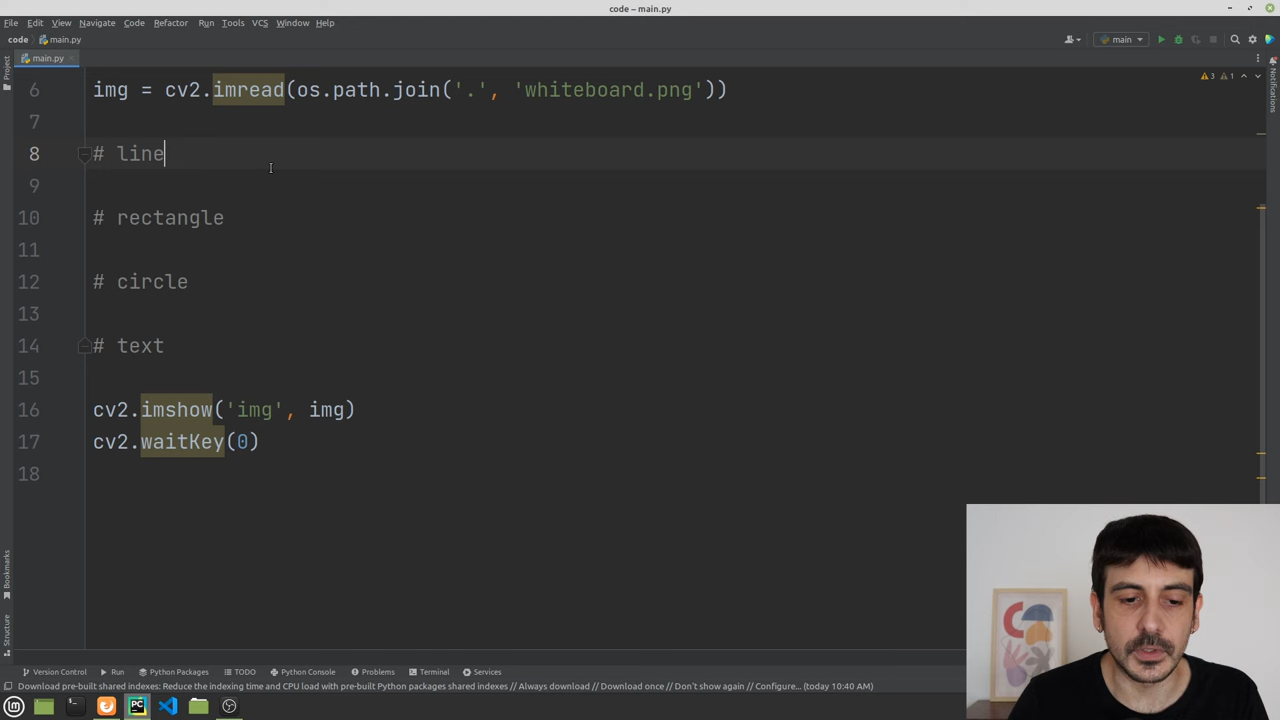 code – main.py
File Edit View Navigate Code Refactor Run Tools VCS Window Help
code main.py main
main.py
Project
Notifications
3 1
6 img = cv2.imread(os.path.join('.', 'whiteboard.png'))
7
8 # line
9
10 # rectangle
11
12 # circle
13
14 # text
15
16 cv2.imshow('img', img)
17 cv2.waitKey(0)
18
Bookmarks
Structure
Version Control Run Python Packages TODO Python Console Problems Terminal Services
Download pre-built shared indexes: Reduce the indexing time and CPU load with pre-built Python packages shared indexes // Always download // Download once // Don't show again // Configure... (today 10:40 AM)
PC